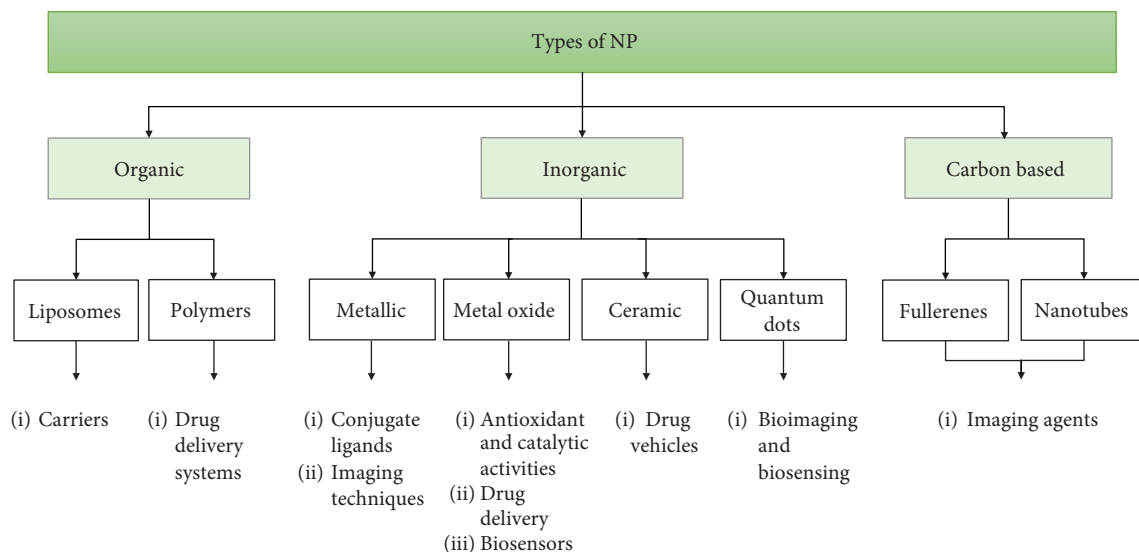 Types of NP
Organic
Inorganic
Carbon based
Liposomes
Polymers
Metallic
Metal oxide
Ceramic
Quantum
dots
Fullerenes
Nanotubes
(i) Carriers
(i) Drug
delivery
systems
(i) Conjugate
ligands
(ii) Imaging
techniques
(i) Antioxidant
and catalytic
activities
(ii) Drug
delivery
(iii) Biosensors
(i) Drug
vehicles
(i) Bioimaging
and
biosensing
(i) Imaging agents